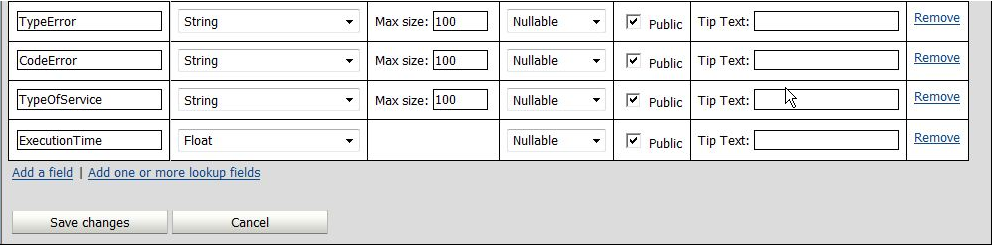 TypeError String Max size: 100 Nullable Public Tip Text: Remove
CodeError String Max size: 100 Nullable Public Tip Text: Remove
TypeOfService String Max size: 100 Nullable Public Tip Text: Remove
ExecutionTime Float Nullable Public Tip Text: Remove
Add a field | Add one or more lookup fields
Save changes Cancel